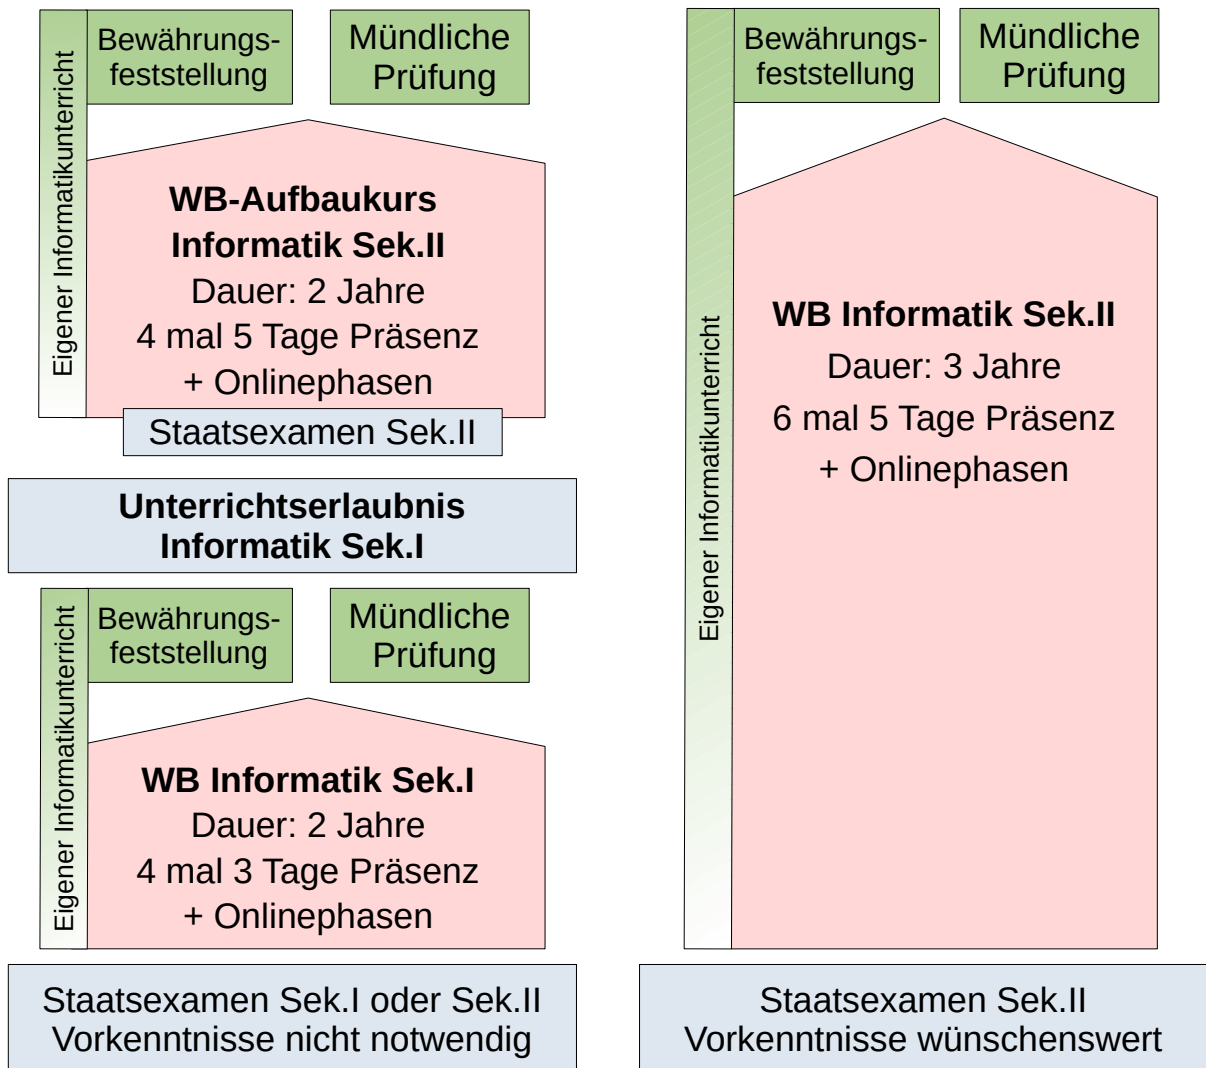 Eigener Informatikunterricht
Bewährungs-
feststellung
Mündliche
Prüfung
WB-Aufbaukurs
Informatik Sek.II
Dauer: 2 Jahre
4 mal 5 Tage Präsenz
+ Onlinephasen
Staatsexamen Sek.II
Unterrichtserlaubnis
Informatik Sek.I
Eigener Informatikunterricht
Bewährungs-
feststellung
Mündliche
Prüfung
WB Informatik Sek.I
Dauer: 2 Jahre
4 mal 3 Tage Präsenz
+ Onlinephasen
Staatsexamen Sek.I oder Sek.II
Vorkenntnisse nicht notwendig
Eigener Informatikunterricht
Bewährungs-
feststellung
Mündliche
Prüfung
WB Informatik Sek.II
Dauer: 3 Jahre
6 mal 5 Tage Präsenz
+ Onlinephasen
Staatsexamen Sek.II
Vorkenntnisse wünschenswert